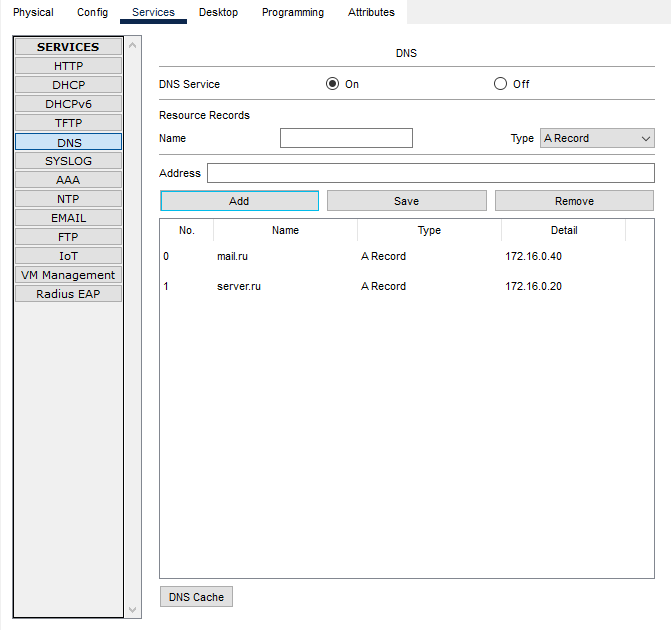 Physical Config Services Desktop Programming Attributes
SERVICES
HTTP
DHCP
DHCPv6
TFTP
DNS
SYSLOG
AAA
NTP
EMAIL
FTP
IoT
VM Management
Radius EAP
DNS
DNS Service On Off
Resource Records
Name Type A Record
Address
Add Save Remove
No. Name Type Detail
0 mail.ru A Record 172.16.0.40
1 server.ru A Record 172.16.0.20
DNS Cache